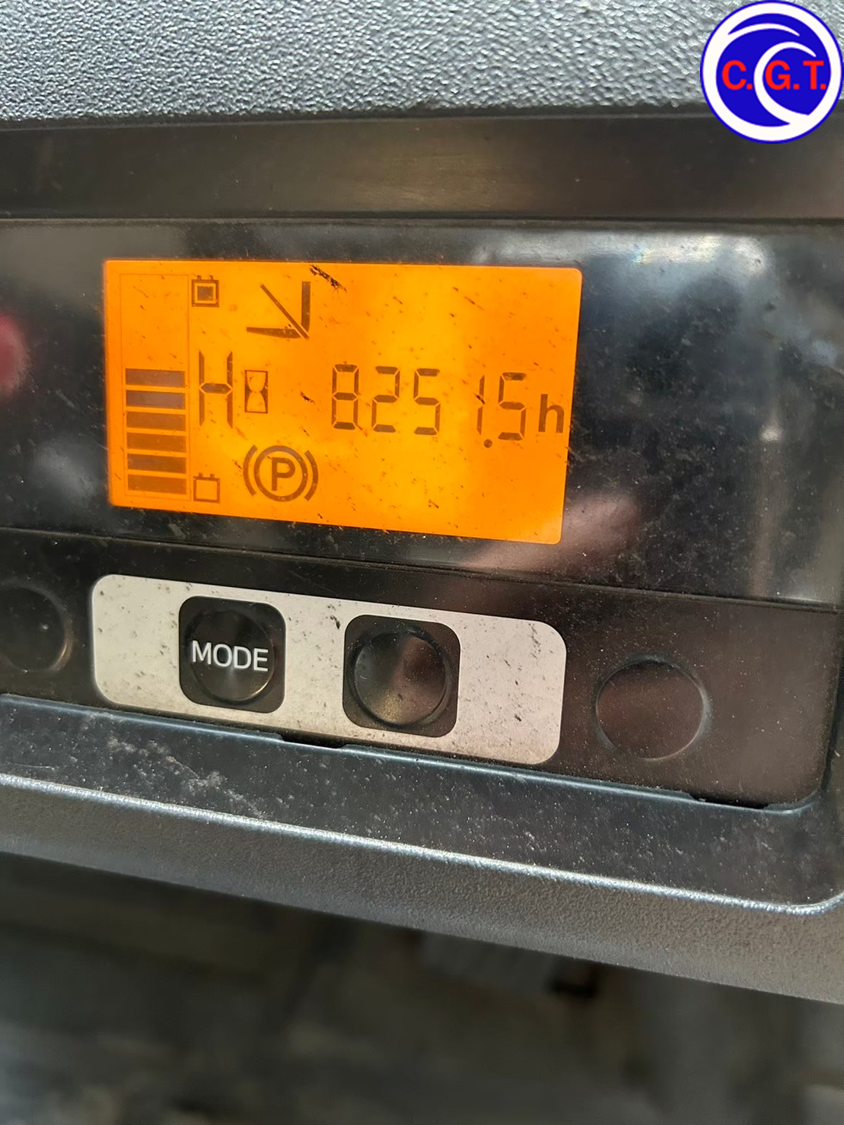 C.G.T.
H 8251.5h
P
MODE